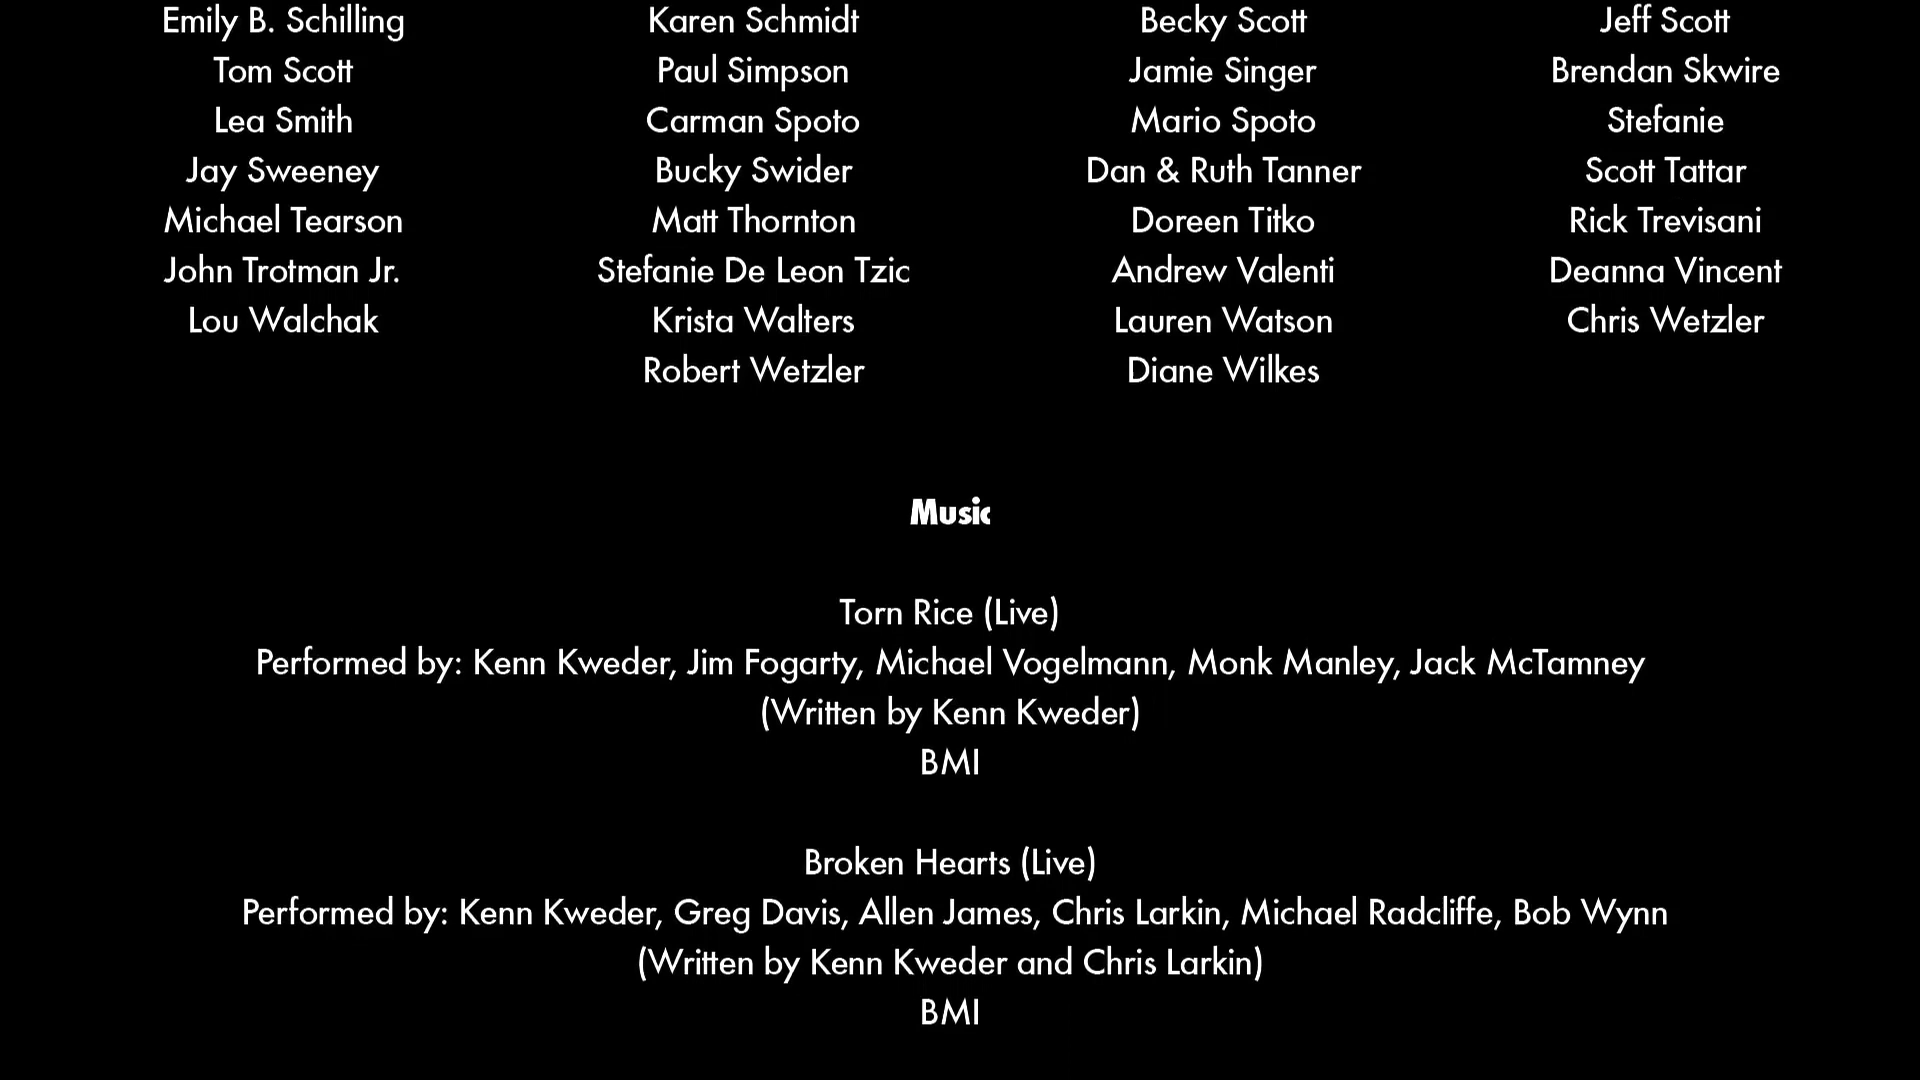 Emily B. Schilling Karen Schmidt Becky Scott Jeff Scott
Tom Scott Paul Simpson Jamie Singer Brendan Skwire
Lea Smith Carman Spoto Mario Spoto Stefanie
Jay Sweeney Bucky Swider Dan & Ruth Tanner Scott Tattar
Michael Tearson Matt Thornton Doreen Titko Rick Trevisani
John Trotman Jr. Stefanie De Leon Tzic Andrew Valenti Deanna Vincent
Lou Walchak Krista Walters Lauren Watson Chris Wetzler
Robert Wetzler Diane Wilkes
Music
Torn Rice (Live)
Performed by: Kenn Kweder, Jim Fogarty, Michael Vogelmann, Monk Manley, Jack McTamney
(Written by Kenn Kweder)
BMI
Broken Hearts (Live)
Performed by: Kenn Kweder, Greg Davis, Allen James, Chris Larkin, Michael Radcliffe, Bob Wynn
(Written by Kenn Kweder and Chris Larkin)
BMI